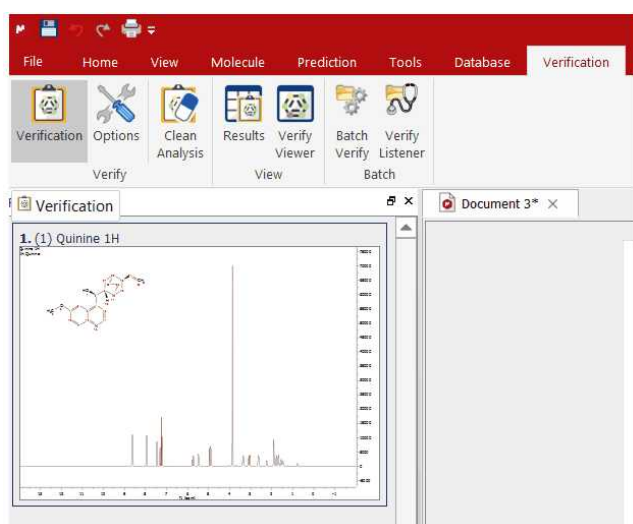 File Home View Molecule Prediction Tools Database Verification
Verification Options Clean Analysis Results Verify Viewer Batch Verify Verify Listener
Verify View Batch
Verification
Document 3*
1. (1) Quinine 1H